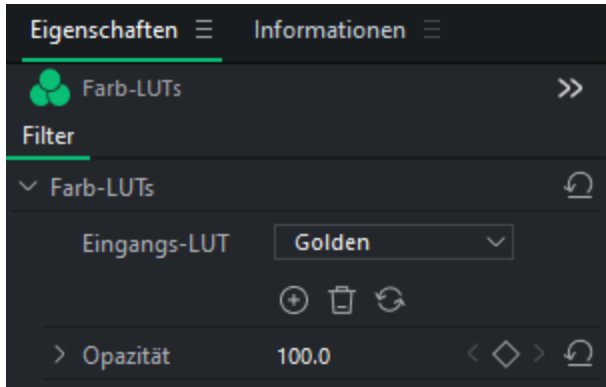 Eigenschaften Informationen
Farb-LUTs
Filter
Farb-LUTs
Eingangs-LUT Golden
Opazität 100.0